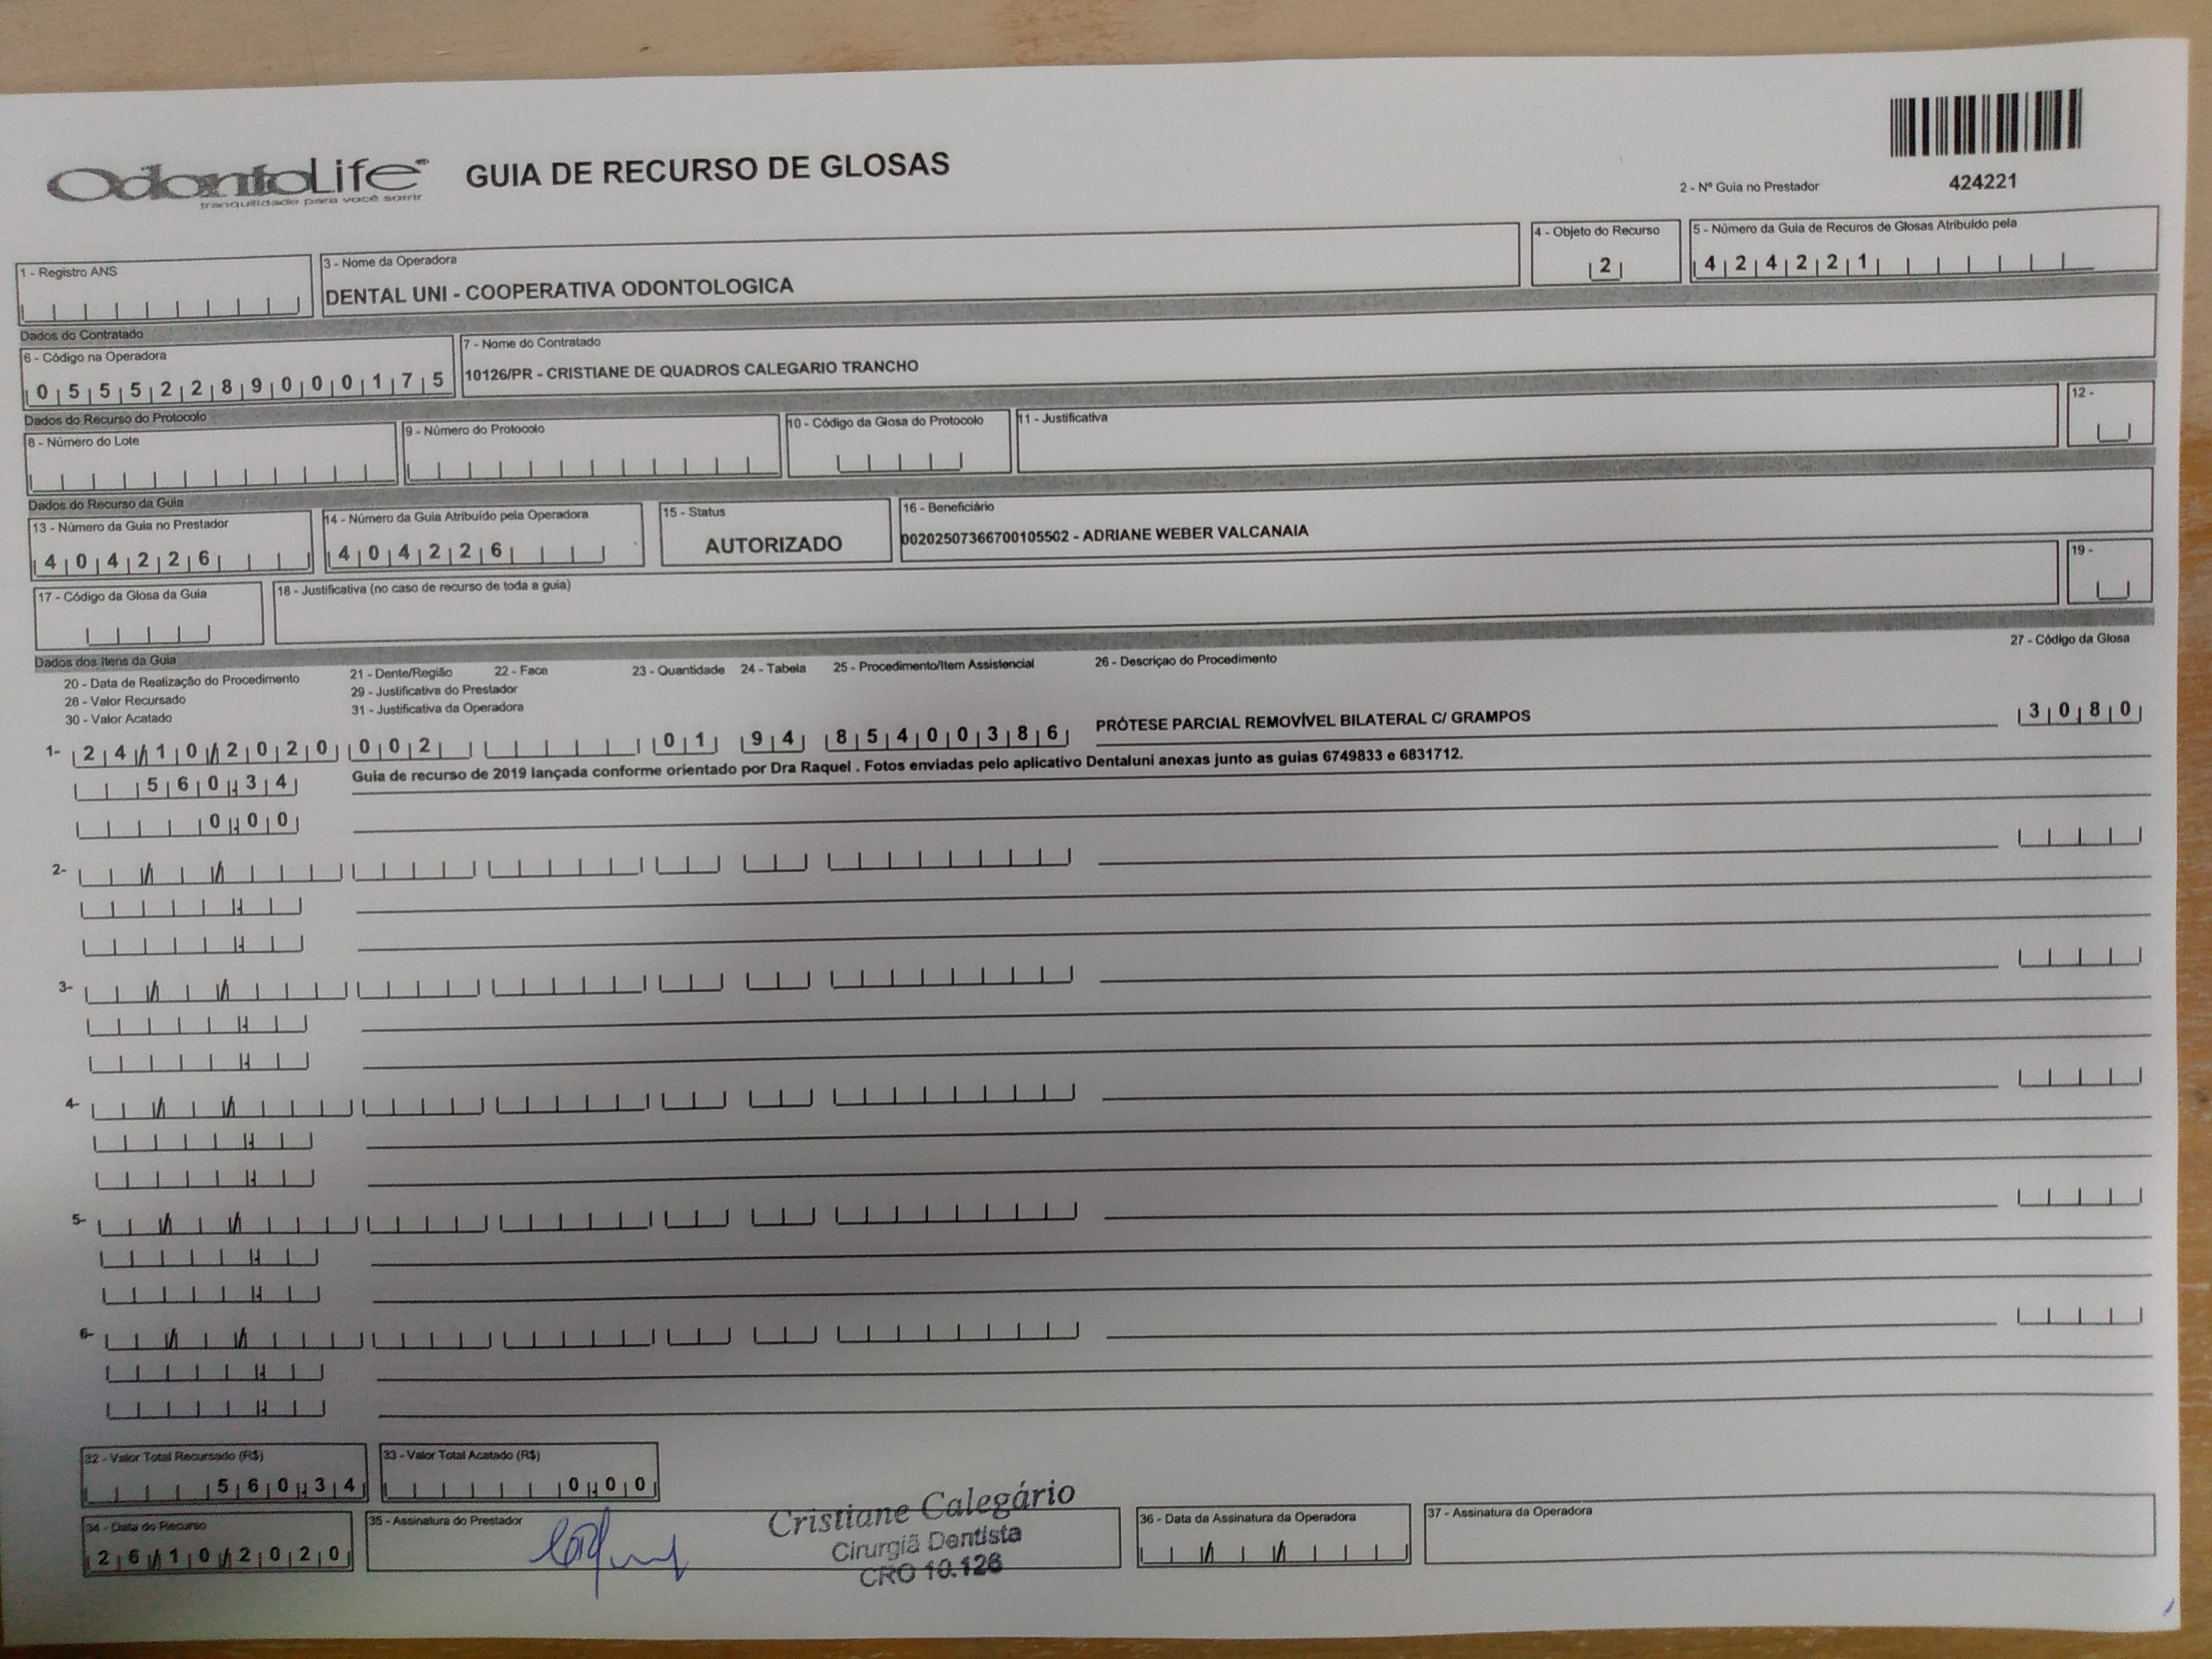 OdontoLife
tranquilidade para você sorrir
GUIA DE RECURSO DE GLOSAS
2 - Nº Guia no Prestador
424221
1 - Registro ANS
3 - Nome da Operadora
DENTAL UNI - COOPERATIVA ODONTOLOGICA
4 - Objeto do Recurso
2
5 - Número da Guia de Recuros de Glosas Atribuído pela
424221
Dados do Contratado
6 - Código na Operadora
05552289000175
7 - Nome do Contratado
10126/PR - CRISTIANE DE QUADROS CALEGARIO TRANCHO
Dados do Recurso do Protocolo
8 - Número do Lote
9 - Número do Protocolo
10 - Código da Glosa do Protocolo
11 - Justificativa
12 -
Dados do Recurso da Guia
13 - Número da Guia no Prestador
404226
14 - Número da Guia Atribuído pela Operadora
404226
15 - Status
AUTORIZADO
16 - Beneficiário
00202507366700105502 - ADRIANE WEBER VALCANAIA
17 - Código da Glosa da Guia
18 - Justificativa (no caso de recurso de toda a guia)
19 -
Dados dos Itens da Guia
20 - Data de Realização do Procedimento 21 - Dente/Região 22 - Face 23 - Quantidade 24 - Tabela 25 - Procedimento/Item Assistencial 26 - Descriçao do Procedimento 27 - Código da Glosa
28 - Valor Recursado 29 - Justificativa do Prestador
30 - Valor Acatado 31 - Justificativa da Operadora
1- 24/10/2020 002 01 94 85400386 PRÓTESE PARCIAL REMOVÍVEL BILATERAL C/ GRAMPOS 3080
560,34 Guia de recurso de 2019 lançada conforme orientado por Dra Raquel . Fotos enviadas pelo aplicativo Dentaluni anexas junto as guias 6749833 e 6831712.
0,00
2-
3-
4-
5-
6-
32 - Valor Total Recursado (R$)
560,34
33 - Valor Total Acatado (R$)
0,00
34 - Data do Recurso
26/10/2020
35 - Assinatura do Prestador
Cristiane Calegário
Cirurgiã Dentista
CRO 10.126
36 - Data da Assinatura da Operadora
37 - Assinatura da Operadora